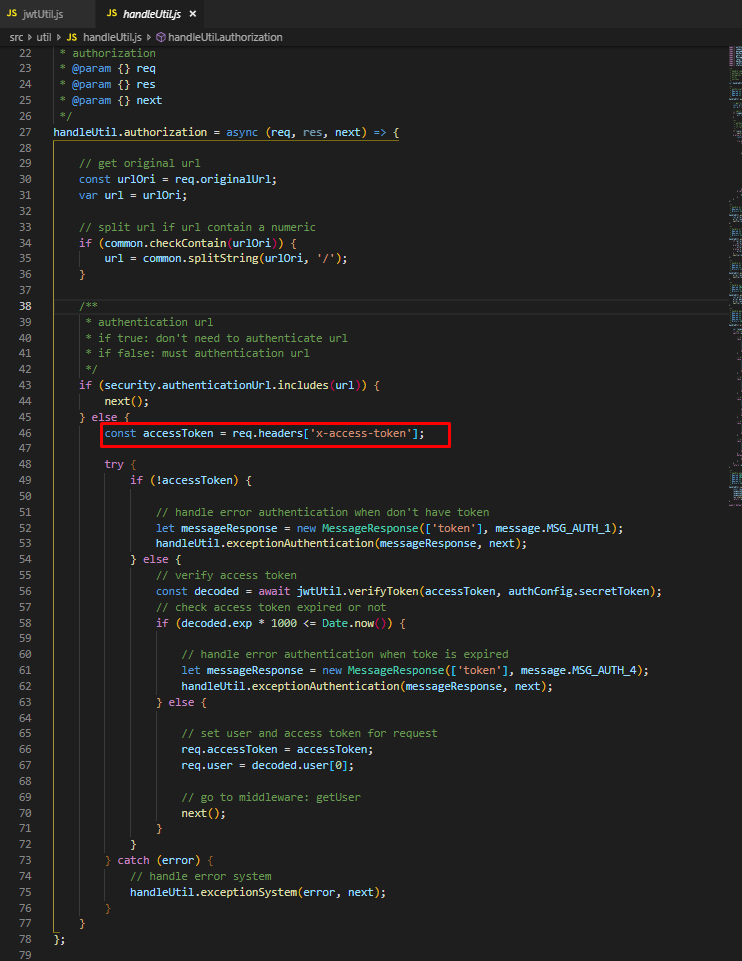 JS jwtUtil.js JS handleUtil.js ×
src > util > JS handleUtil.js > handleUtil.authorization
22 * authorization
23 * @param {} req
24 * @param {} res
25 * @param {} next
26 */
27 handleUtil.authorization = async (req, res, next) => {
28
29 // get original url
30 const urlOri = req.originalUrl;
31 var url = urlOri;
32
33 // split url if url contain a numeric
34 if (common.checkContain(urlOri)) {
35 url = common.splitString(urlOri, '/');
36 }
37
38 /**
39 * authentication url
40 * if true: don't need to authenticate url
41 * if false: must authentication url
42 */
43 if (security.authenticationUrl.includes(url)) {
44 next();
45 } else {
46 const accessToken = req.headers['x-access-token'];
47
48 try {
49 if (!accessToken) {
50
51 // handle error authentication when don't have token
52 let messageResponse = new MessageResponse(['token'], message.MSG_AUTH_1);
53 handleUtil.exceptionAuthentication(messageResponse, next);
54 } else {
55 // verify access token
56 const decoded = await jwtUtil.verifyToken(accessToken, authConfig.secretToken);
57 // check access token expired or not
58 if (decoded.exp * 1000 <= Date.now()) {
59
60 // handle error authentication when toke is expired
61 let messageResponse = new MessageResponse(['token'], message.MSG_AUTH_4);
62 handleUtil.exceptionAuthentication(messageResponse, next);
63 } else {
64
65 // set user and access token for request
66 req.accessToken = accessToken;
67 req.user = decoded.user[0];
68
69 // go to middleware: getUser
70 next();
71 }
72 }
73 } catch (error) {
74 // handle error system
75 handleUtil.exceptionSystem(error, next);
76 }
77 }
78 };
79